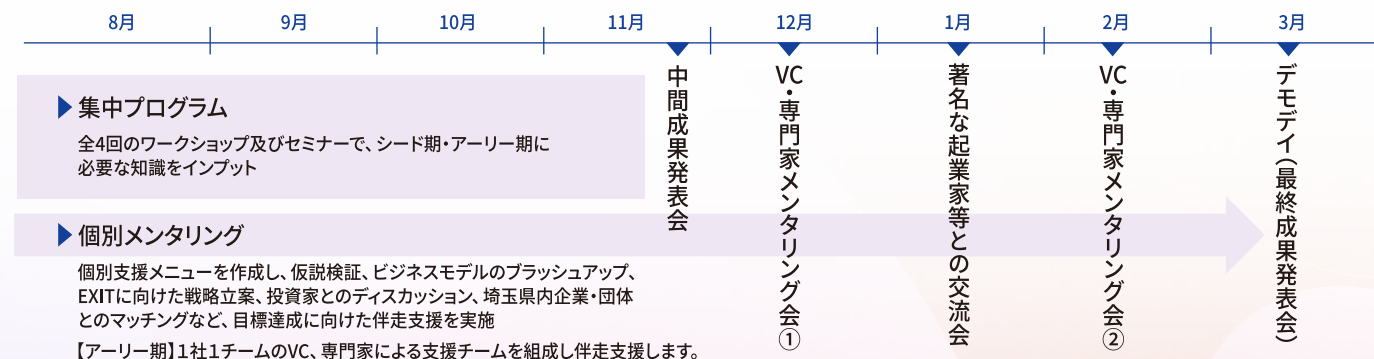 8月
9月
10月
11月
12月
1月
2月
3月
集中プログラム
全4回のワークショップ及びセミナーで、シード期・アーリー期に
必要な知識をインプット
個別メンタリング
個別支援メニューを作成し、仮説検証、ビジネスモデルのブラッシュアップ、
EXITに向けた戦略立案、投資家とのディスカッション、埼玉県内企業・団体
とのマッチングなど、目標達成に向けた伴走支援を実施
【アーリー期】1社1チームのVC、専門家による支援チームを組成し伴走支援します。
中間成果発表会
VC・専門家メンタリング会①
著名な起業家等との交流会
VC・専門家メンタリング会②
デモデイ(最終成果発表会)